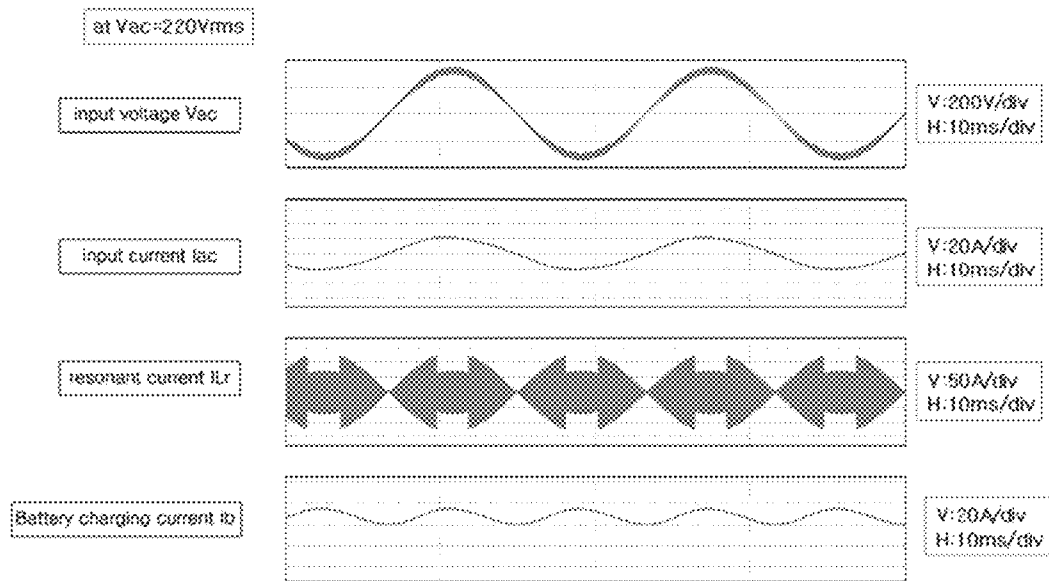 at Vac=220Vrms
input voltage Vac
V:200V/div
H:10ms/div
input current Iac
V:20A/div
H:10ms/div
resonant current ILr
V:50A/div
H:10ms/div
Battery charging current Ib
V:20A/div
H:10ms/div